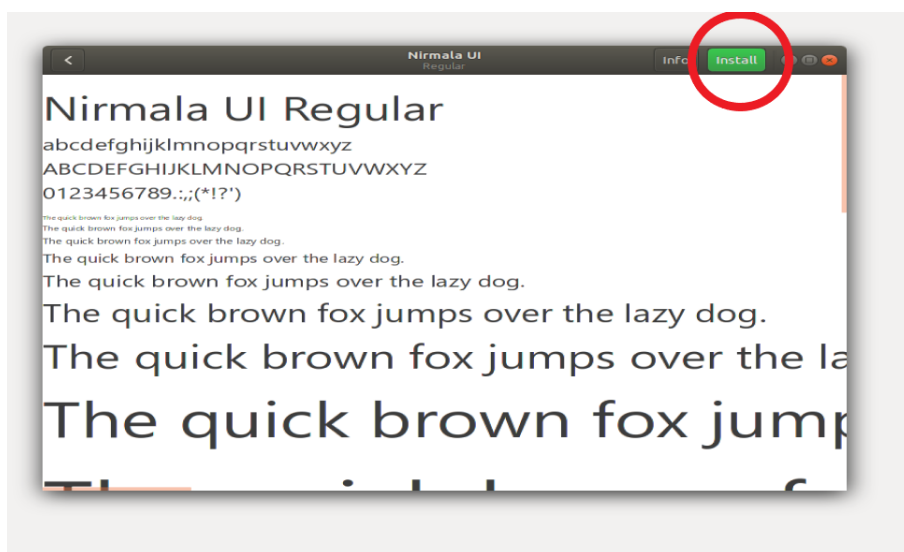 <
Nirmala UI
Regular
Info
Install
Nirmala UI Regular
abcdefghijklmnopqrstuvwxyz
ABCDEFGHIJKLMNOPQRSTUVWXYZ
0123456789.:,;(*!?')
The quick brown fox jumps over the lazy dog.
The quick brown fox jumps over the lazy dog.
The quick brown fox jumps over the lazy dog.
The quick brown fox jumps over the lazy dog.
The quick brown fox jumps over the lazy dog.
The quick brown fox jumps over the lazy dog.
The quick brown fox jumps over the la
The quick brown fox jump